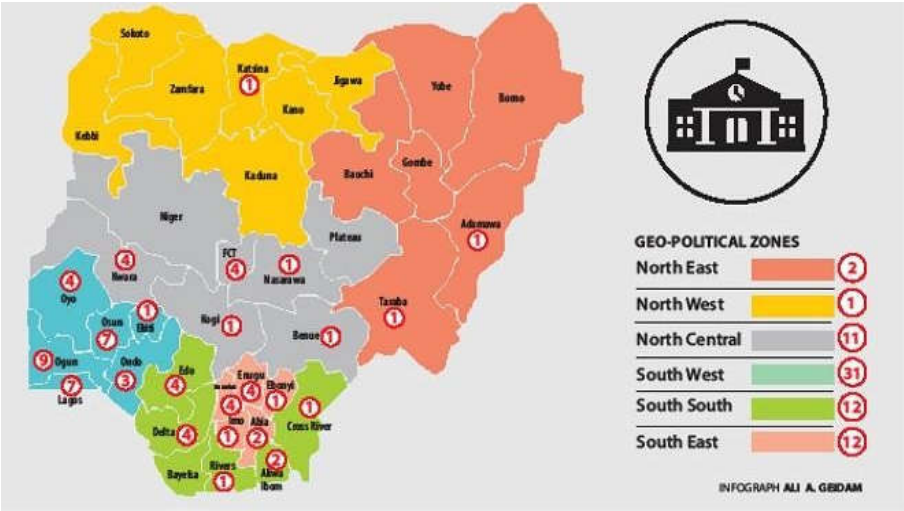 Sokoto
Katsina
1
Zamfara
Jigawa
Kano
Kebbi
Kaduna
Yobe
Borno
Bauchi
Gombe
Adamawa
1
Niger
Plateau
FCT
4
1
Nasarawa
4
Kwara
Taraba
1
4
Oyo
1
Ekiti
Osun
7
Kogi
1
Benue
1
9
Ogun
Ondo
3
7
Lagos
Edo
4
Enugu
4
Ebonyi
1
4
Imo
1
Abia
2
1
Cross River
Delta
4
Bayelsa
Rivers
1
2
Akwa
Ibom
GEO-POLITICAL ZONES
North East 2
North West 1
North Central 11
South West 31
South South 12
South East 12
INFOGRAPH ALI A. GEIDAM